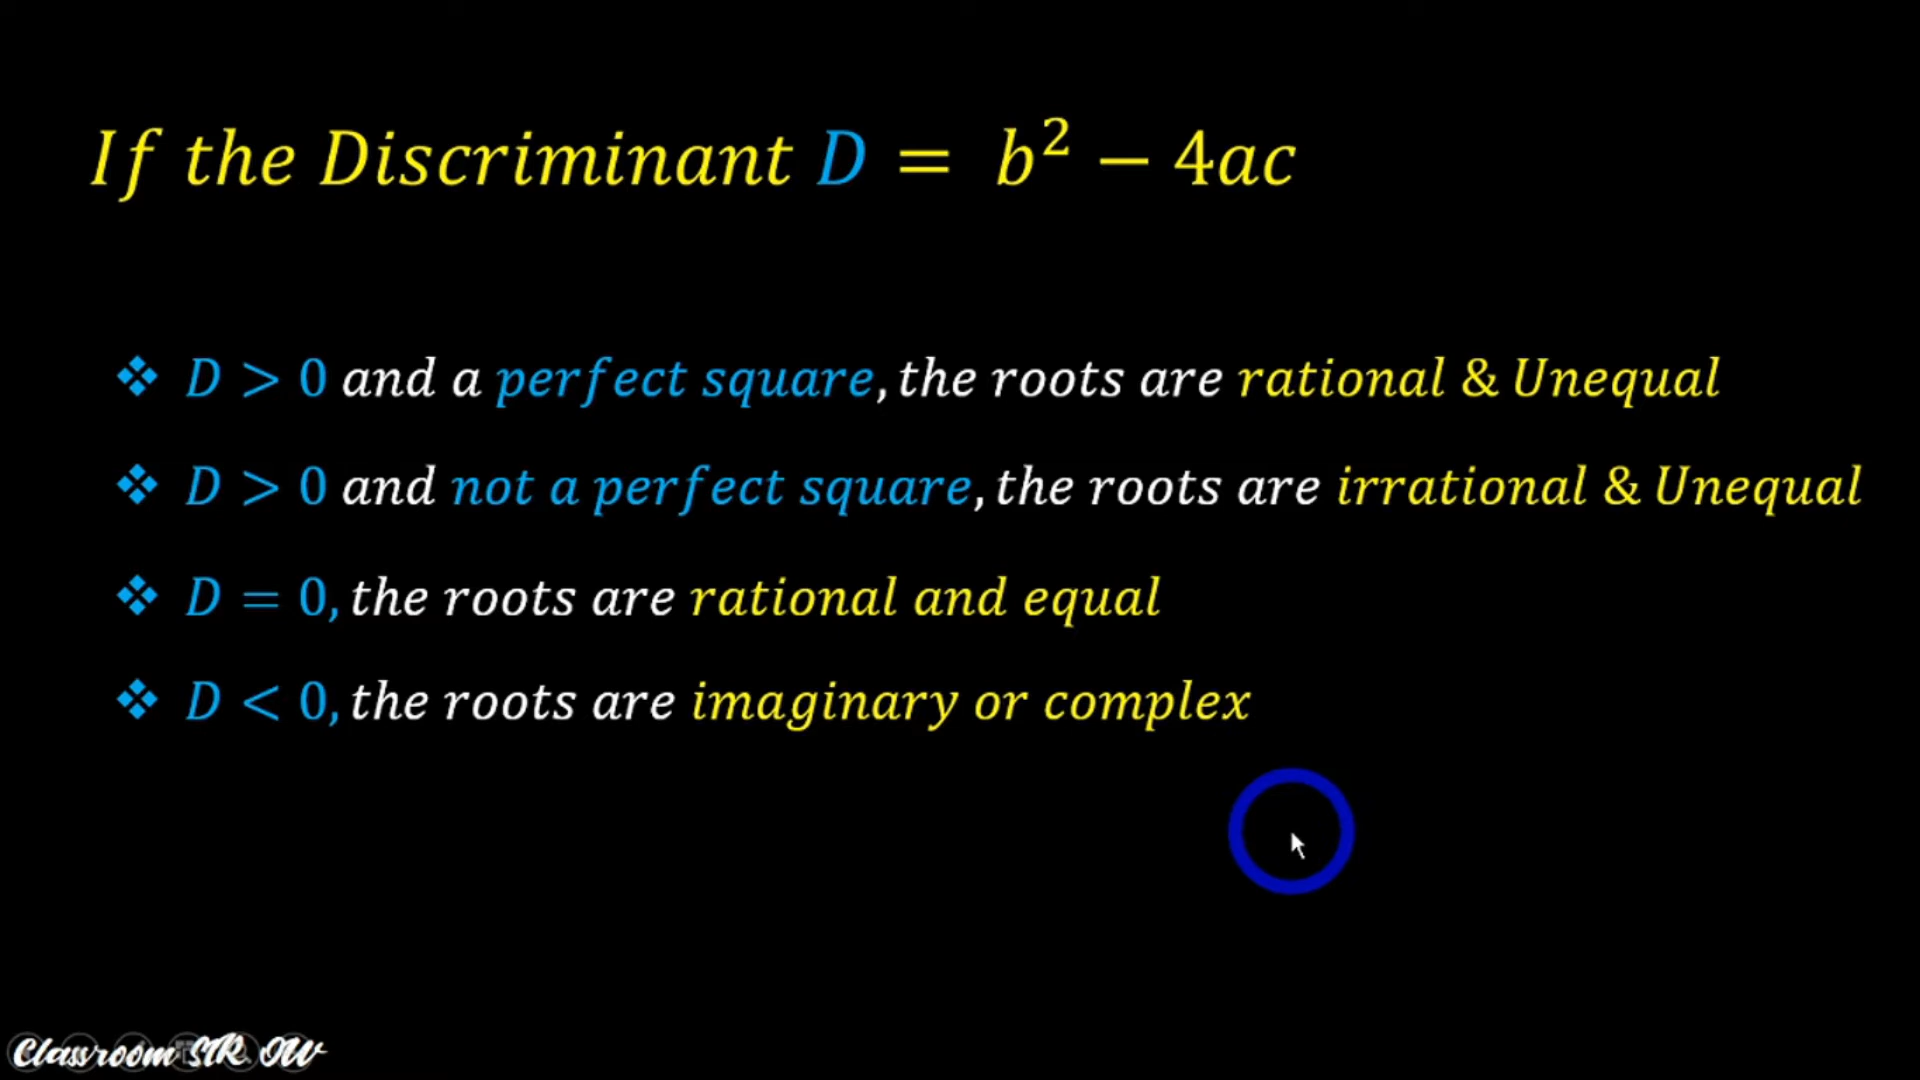 If the Discriminant D = b² − 4ac
❖ D > 0 and a perfect square, the roots are rational & Unequal
❖ D > 0 and not a perfect square, the roots are irrational & Unequal
❖ D = 0, the roots are rational and equal
❖ D < 0, the roots are imaginary or complex
Classroom STR OW